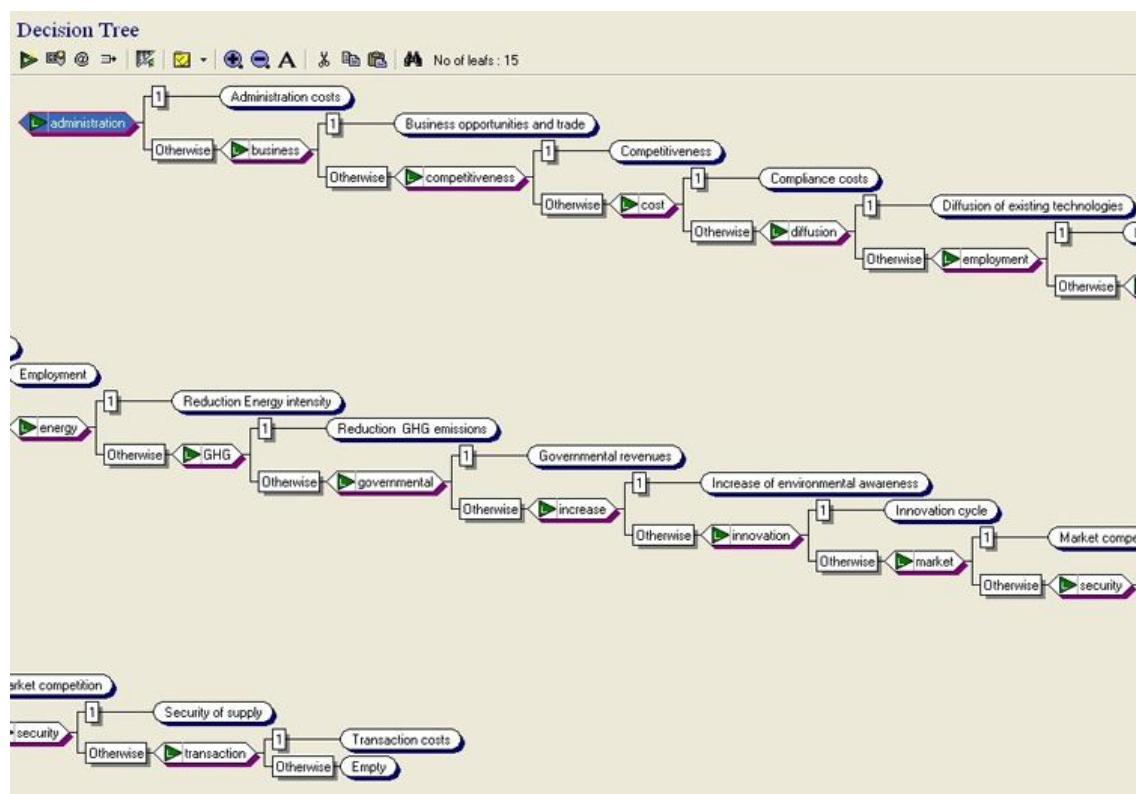 Decision Tree
@ A No of leafs : 15
1 Administration costs
administration
1 Business opportunities and trade
Otherwise business
1 Competitiveness
Otherwise competitiveness
1 Compliance costs
Otherwise cost
1 Diffusion of existing technologies
Otherwise diffusion
1
Otherwise employment
Otherwise
Employment
1 Reduction Energy intensity
energy
1 Reduction GHG emissions
Otherwise GHG
1 Governmental revenues
Otherwise governmental
1 Increase of environmental awareness
Otherwise increase
1 Innovation cycle
Otherwise innovation
1 Market compe
Otherwise market
Otherwise security
arket competition
1 Security of supply
security
1 Transaction costs
Otherwise transaction
Otherwise Empty